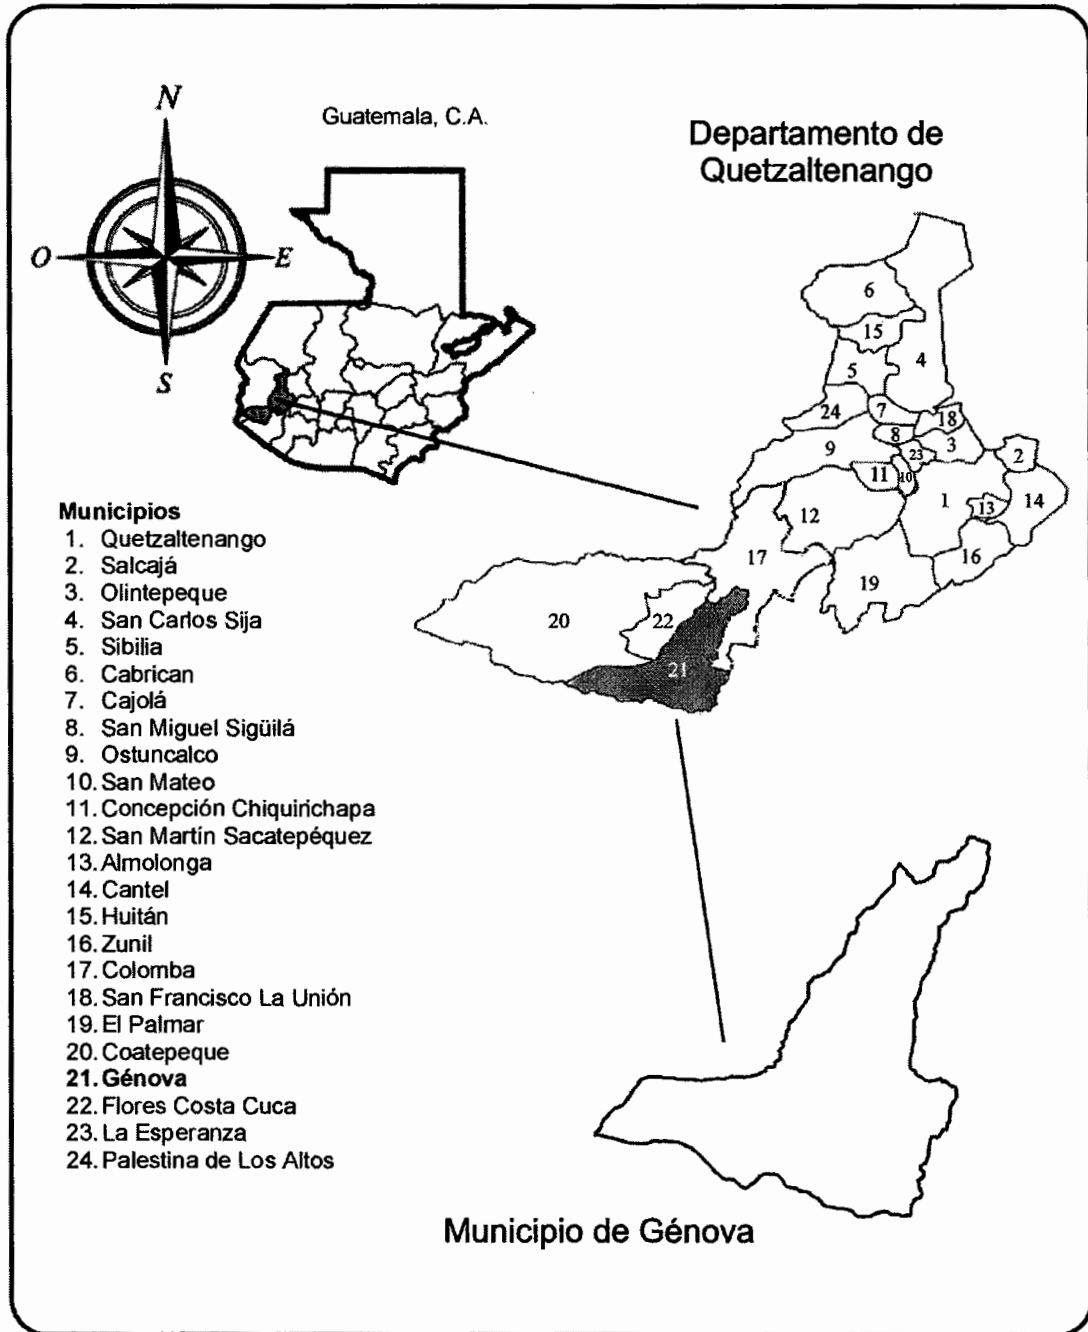 N
Guatemala, C.A.
Departamento de
Quetzaltenango
O
E
S
6
15
4
5
24
7
18
8
3
9
23
2
11
10
1
14
12
13
17
16
19
20
22
21
Municipios
1. Quetzaltenango
2. Salcajá
3. Olintepeque
4. San Carlos Sija
5. Sibilia
6. Cabrican
7. Cajolá
8. San Miguel Sigüilá
9. Ostuncalco
10. San Mateo
11. Concepción Chiquirichapa
12. San Martín Sacatepéquez
13. Almolonga
14. Cantel
15. Huitán
16. Zunil
17. Colomba
18. San Francisco La Unión
19. El Palmar
20. Coatepeque
21. Génova
22. Flores Costa Cuca
23. La Esperanza
24. Palestina de Los Altos
Municipio de Génova